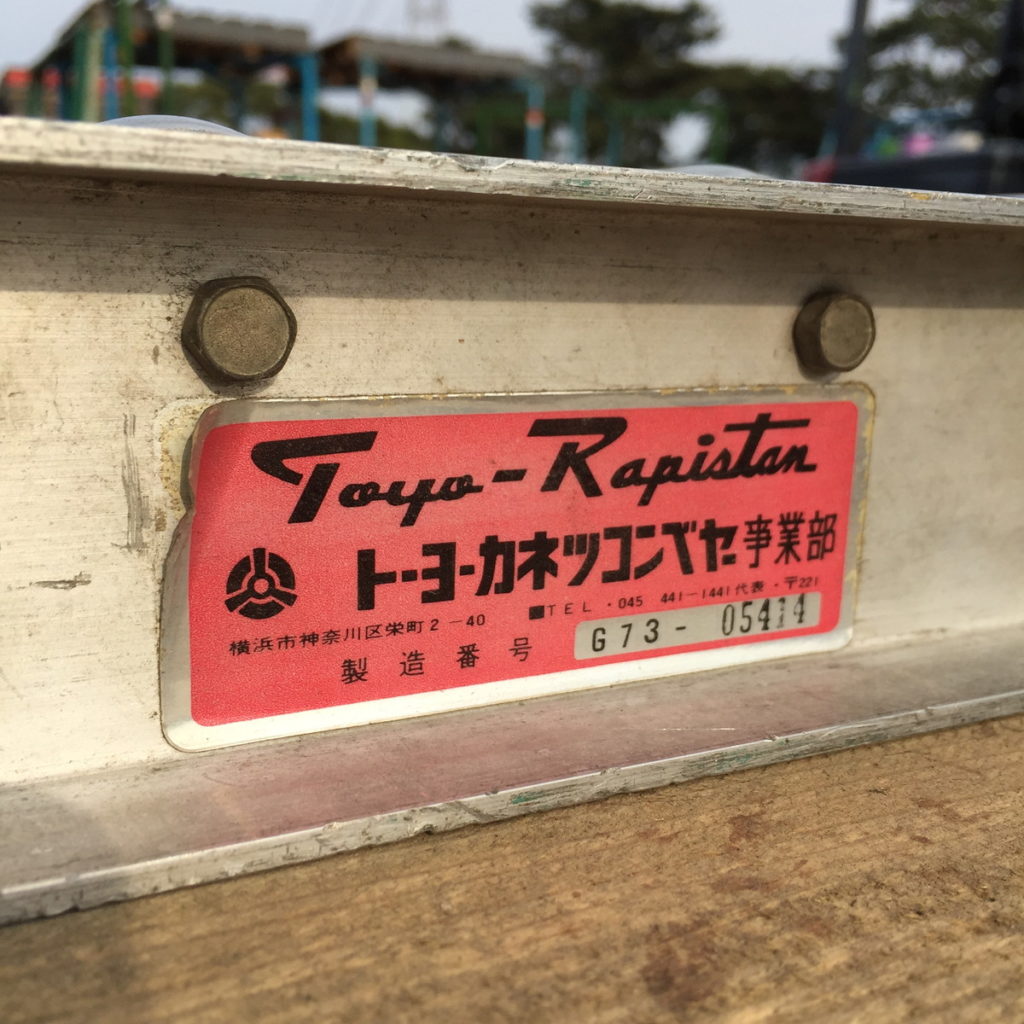 Toyo-Rapistan
トーヨーカネツコンベヤ事業部
横浜市神奈川区栄町2-40 ■TEL・045 441-1441代表・〒221
製造番号 G73-